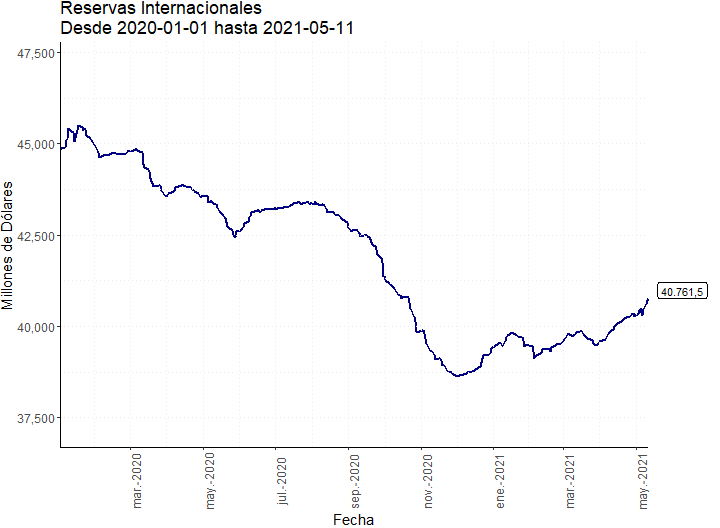 Reservas Internacionales
Desde 2020-01-01 hasta 2021-05-11
Millones de Dólares
47,500
45,000
42,500
40,000
37,500
40.761,5
mar.-2020
may.-2020
jul.-2020
sep.-2020
nov.-2020
ene.-2021
mar.-2021
may.-2021
Fecha